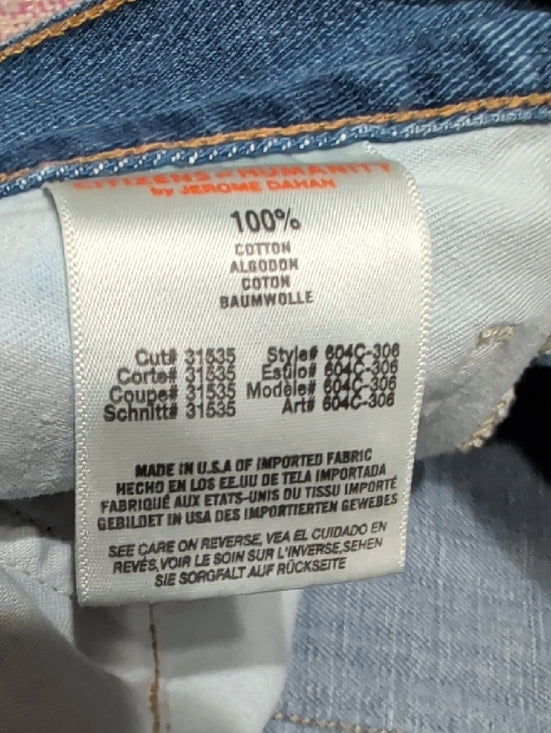 CITIZENS of HUMANITY
by JEROME DAHAN
100%
COTTON
ALGODON
COTON
BAUMWOLLE
Cut# 31535 Style# 604C-306
Corte# 31535 Estilo# 604C-306
Coupe# 31535 Modèle# 604C-306
Schnitt# 31535 Art# 604C-306
MADE IN U.S.A OF IMPORTED FABRIC
HECHO EN LOS EE.UU DE TELA IMPORTADA
FABRIQUÉ AUX ETATS-UNIS DU TISSU IMPORTÉ
GEBILDET IN USA DES IMPORTIERTEN GEWEBES
SEE CARE ON REVERSE, VEA EL CUIDADO EN
REVÉS,VOIR LE SOIN SUR L'INVERSE,SEHEN
SIE SORGFALT AUF RÜCKSEITE